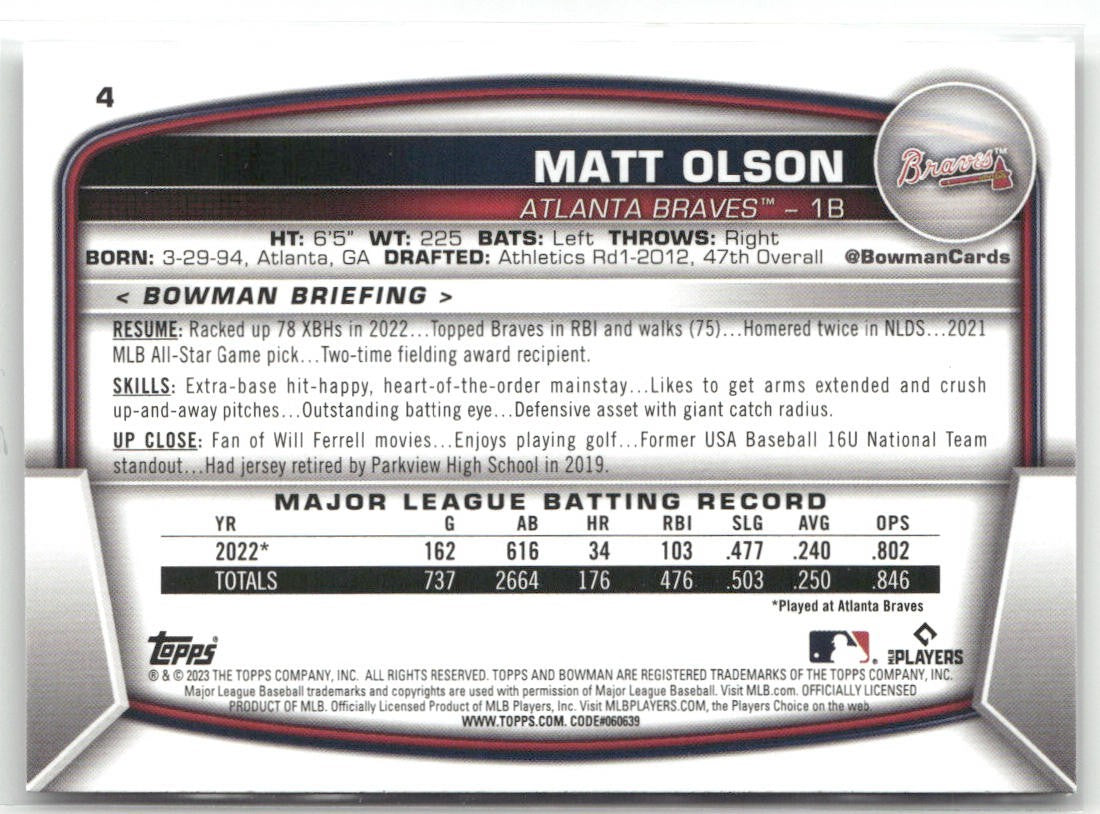 4
MATT OLSON
Braves™
ATLANTA BRAVES™ – 1B
HT: 6'5" WT: 225 BATS: Left THROWS: Right
BORN: 3-29-94, Atlanta, GA DRAFTED: Athletics Rd1-2012, 47th Overall @BowmanCards
< BOWMAN BRIEFING >
RESUME: Racked up 78 XBHs in 2022...Topped Braves in RBI and walks (75)...Homered twice in NLDS...2021
MLB All-Star Game pick...Two-time fielding award recipient.
SKILLS: Extra-base hit-happy, heart-of-the-order mainstay...Likes to get arms extended and crush
up-and-away pitches...Outstanding batting eye...Defensive asset with giant catch radius.
UP CLOSE: Fan of Will Ferrell movies...Enjoys playing golf...Former USA Baseball 16U National Team
standout...Had jersey retired by Parkview High School in 2019.
MAJOR LEAGUE BATTING RECORD
YR G AB HR RBI SLG AVG OPS
2022* 162 616 34 103 .477 .240 .802
TOTALS 737 2664 176 476 .503 .250 .846
*Played at Atlanta Braves
Topps® MLB PLAYERS
® & © 2023 THE TOPPS COMPANY, INC. ALL RIGHTS RESERVED. TOPPS AND BOWMAN ARE REGISTERED TRADEMARKS OF THE TOPPS COMPANY, INC.
Major League Baseball trademarks and copyrights are used with permission of Major League Baseball. Visit MLB.com. OFFICIALLY LICENSED
PRODUCT OF MLB. Officially Licensed Product of MLB Players, Inc. Visit MLBPLAYERS.COM, the Players Choice on the web.
WWW.TOPPS.COM. CODE#060639